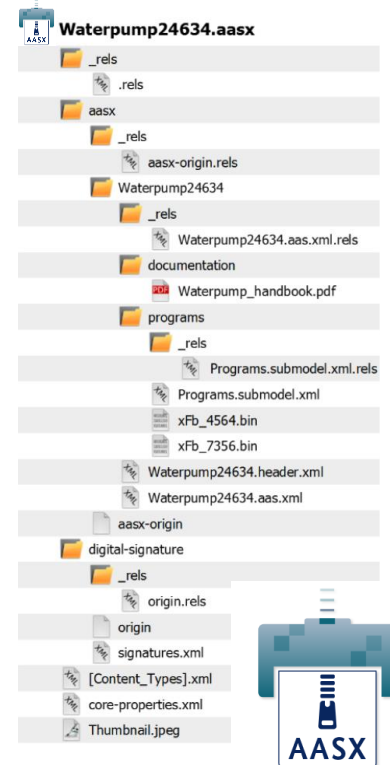 AASX
Waterpump24634.aasx
_rels
.rels
aasx
_rels
aasx-origin.rels
Waterpump24634
_rels
Waterpump24634.aas.xml.rels
documentation
PDF
Waterpump_handbook.pdf
programs
_rels
Programs.submodel.xml.rels
Programs.submodel.xml
xFb_4564.bin
xFb_7356.bin
Waterpump24634.header.xml
Waterpump24634.aas.xml
aasx-origin
digital-signature
_rels
origin.rels
origin
signatures.xml
[Content_Types].xml
core-properties.xml
Thumbnail.jpeg
AASX